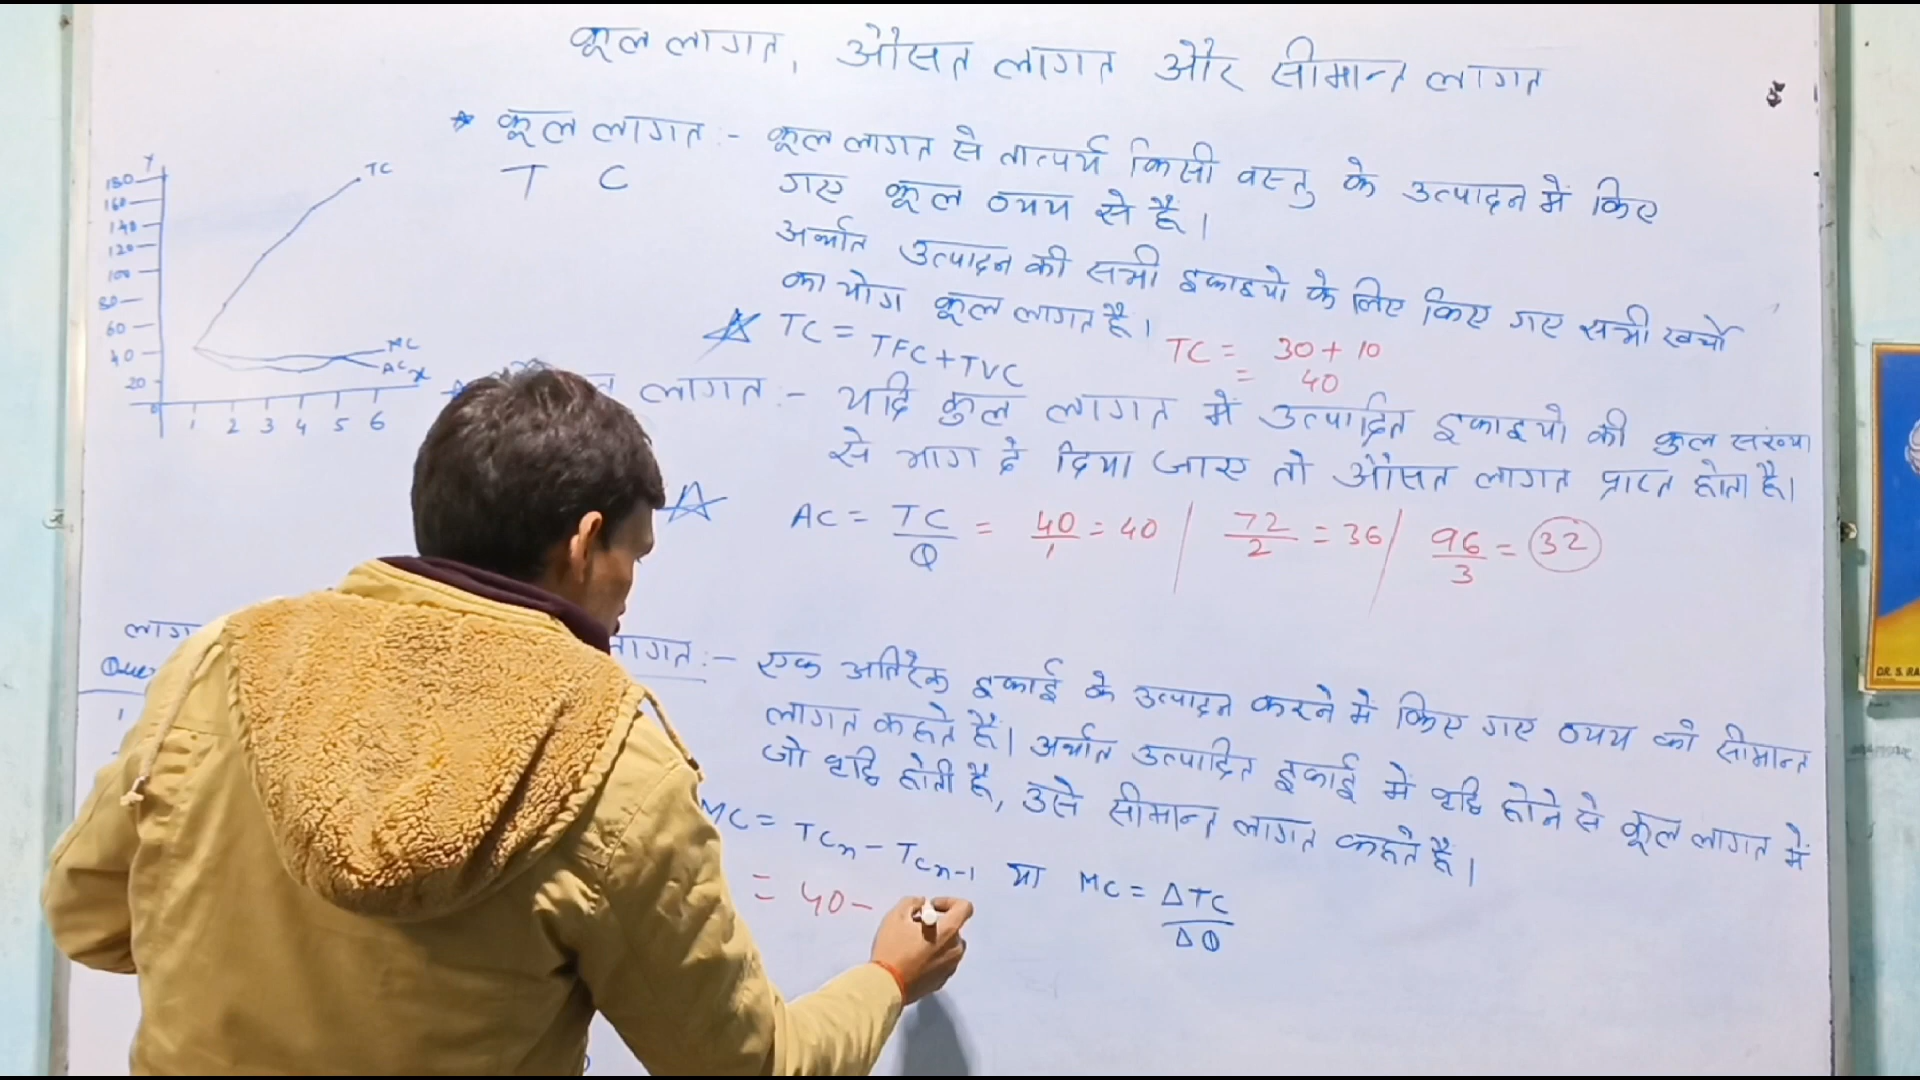 कूल लागत, औसत लागत और सीमान्त लागत
* कूल लागत :- कूल लागत से तात्पर्य किसी वस्तु के उत्पादन में किए
T C
गए कूल व्यय से हैं।
अर्थात उत्पादन की सभी इकाइयो के लिए किए गए सभी खर्चो
का योग कूल लागत है।
TC = TFC + TVC
TC = 30 + 10
= 40
लागत :- यदि कुल लागत में उत्पादित इकाइयो की कुल संख्या
से भाग दे दिया जाए तो औसत लागत प्राप्त होता है।
AC = TC/Q = 40/1 = 40 | 72/2 = 36 | 96/3 = 32
लागत :- एक अतिरिक्त इकाई के उत्पादन करने में किए गए व्यय को सीमान्त
लागत कहते हैं। अर्थात उत्पादित इकाई में वृद्धि होने से कूल लागत में
जो वृद्धि होती है, उसे सीमान्त लागत कहते हैं।
MC = TCn - TCn-1 या MC = ΔTC/ΔQ
= 40 -
Y
180
160
140
120
100
80
60
40
20
0
1 2 3 4 5 6
TC
MC
AC
X
लाग
1
DR. S. RA